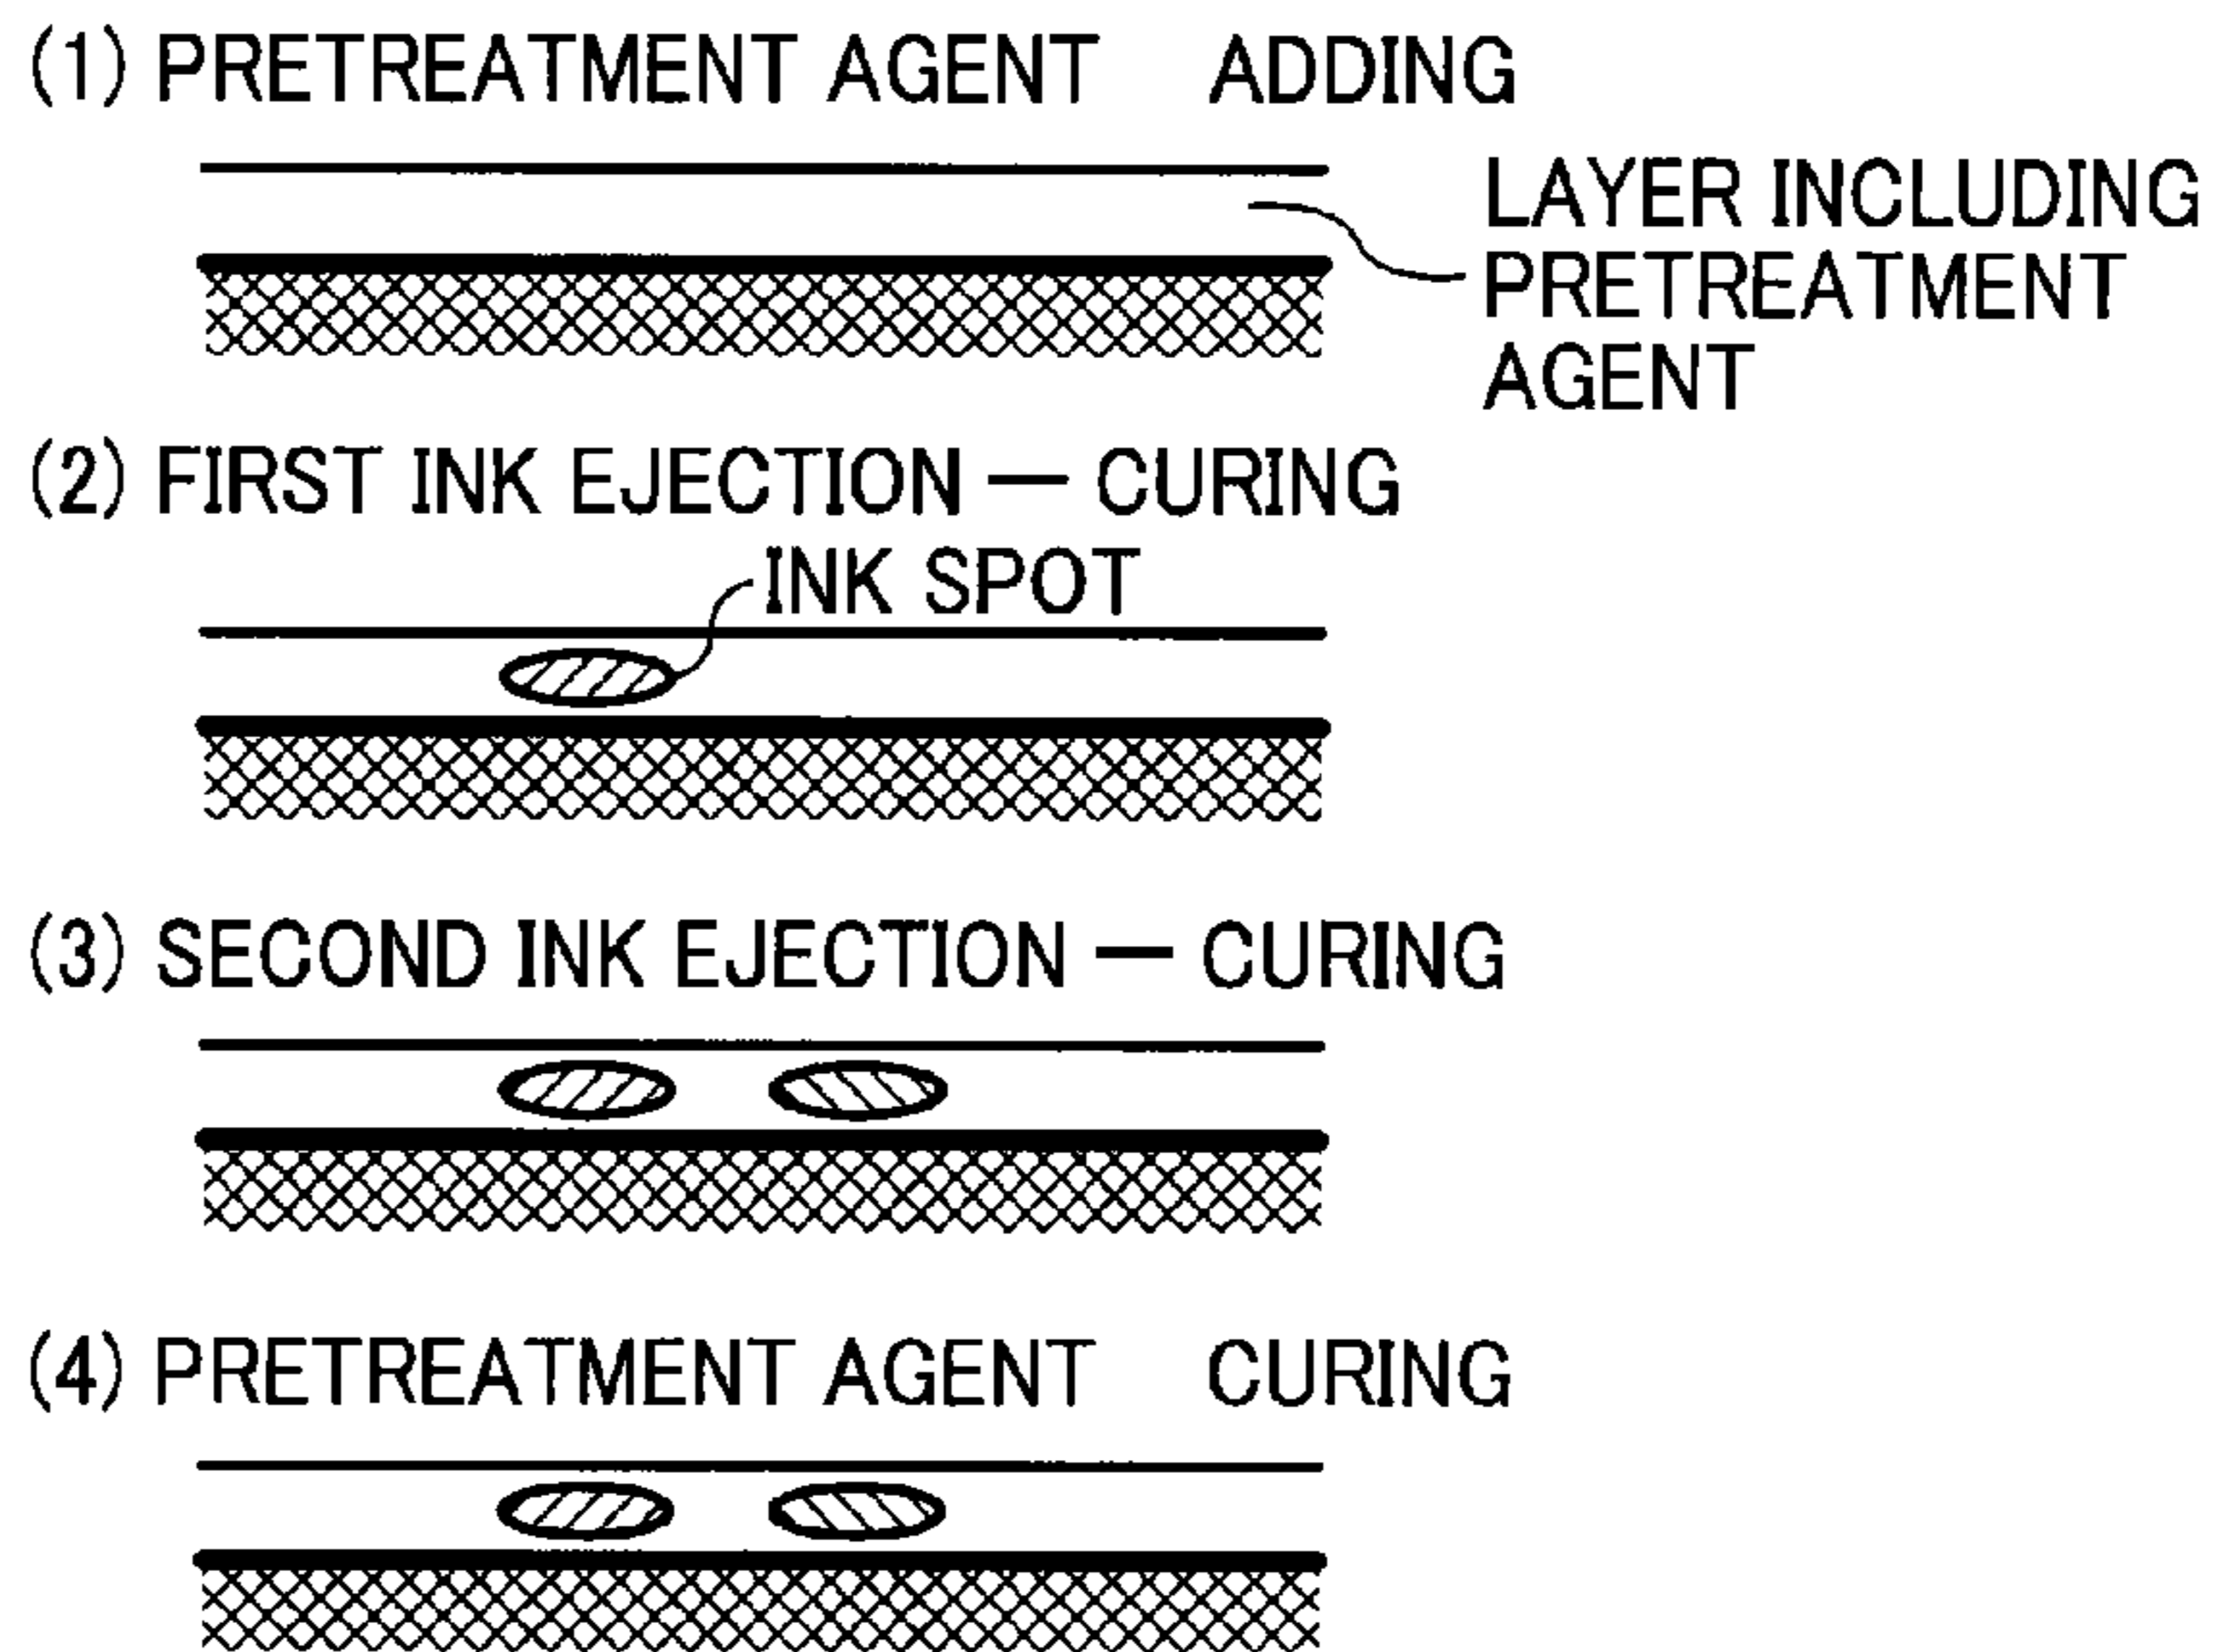 (1) PRETREATMENT AGENT ADDING
LAYER INCLUDING
PRETREATMENT
AGENT
(2) FIRST INK EJECTION — CURING
INK SPOT
(3) SECOND INK EJECTION — CURING
(4) PRETREATMENT AGENT CURING